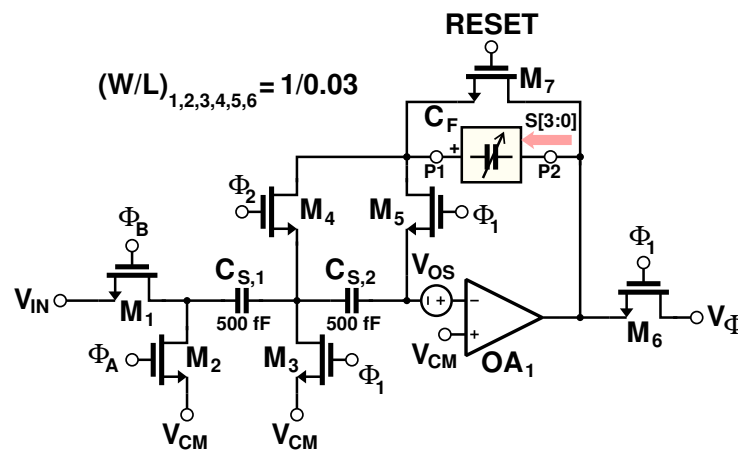 RESET
(W/L)1,2,3,4,5,6 = 1/0.03
M7
CF
S[3:0]
+
P1
P2
Φ2
M4
M5
Φ1
ΦB
VOS
Φ1
CS,1
CS,2
VIN
M1
500 fF
500 fF
− +
−
+
VCM
OA1
M6
VΦ
ΦA
M2
M3
Φ1
VCM
VCM